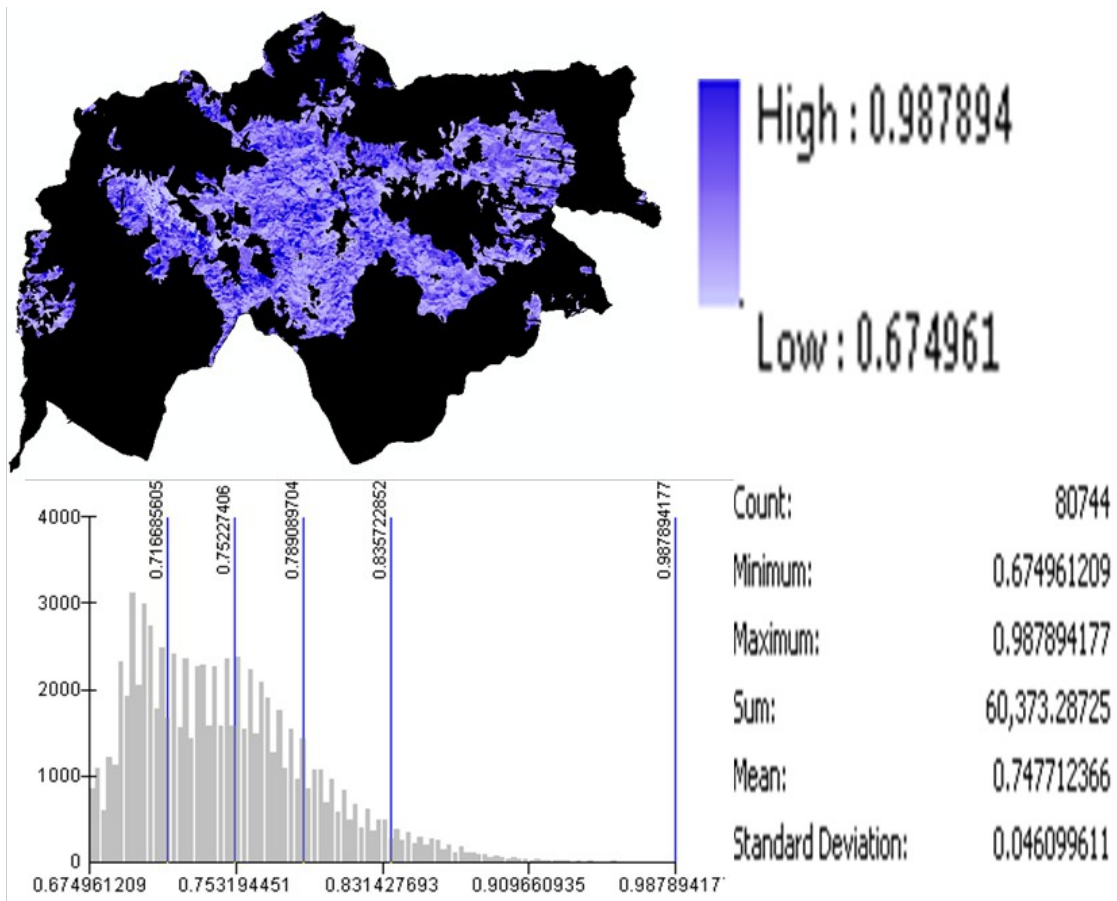 High : 0.987894
Low : 0.674961
0.716685605
0.75227406
0.789089704
0.835722852
0.987894177
4000
3000
2000
1000
0
0.674961209
0.753194451
0.831427693
0.909660935
0.987894177
Count: 80744
Minimum: 0.674961209
Maximum: 0.987894177
Sum: 60,373.28725
Mean: 0.747712366
Standard Deviation: 0.046099611